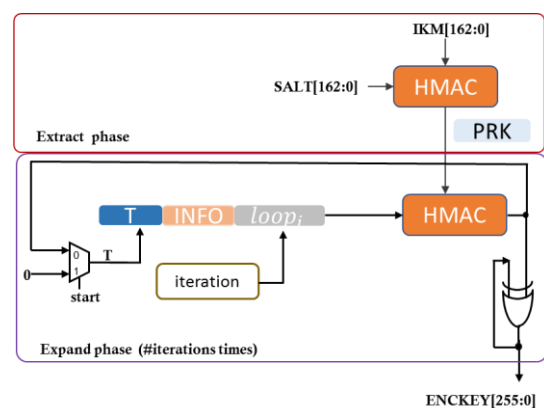 IKM[162:0]
SALT[162:0]
HMAC
Extract phase
PRK
T
INFO
loop_i
HMAC
0
1
T
0
start
iteration
Expand phase (#iterations times)
ENCKEY[255:0]